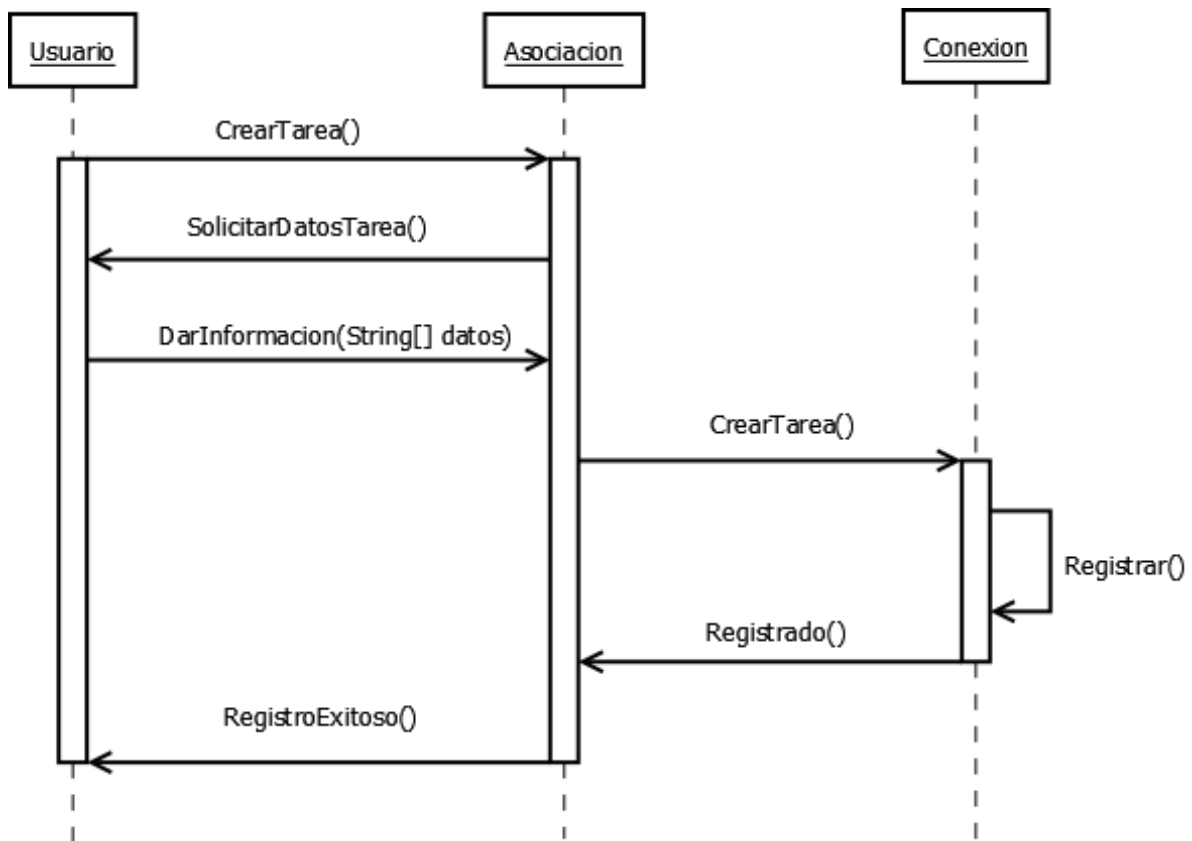 Usuario
Asociacion
Conexion
CrearTarea()
SolicitarDatosTarea()
DarInformacion(String[] datos)
CrearTarea()
Registrar()
Registrado()
RegistroExitoso()